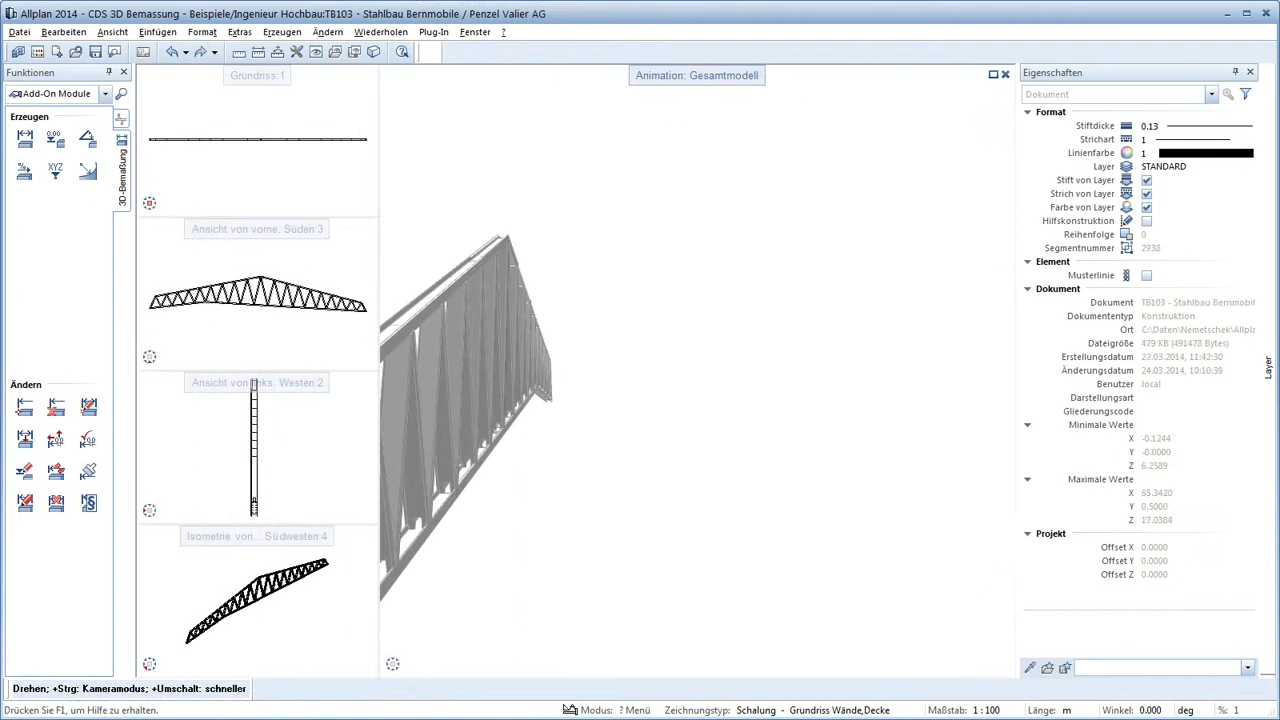 Allplan 2014 - CDS 3D Bemassung - Beispiele/Ingenieur Hochbau:TB103 - Stahlbau Bernmobile / Penzel Valier AG
Datei Bearbeiten Ansicht Einfügen Format Extras Erzeugen Ändern Wiederholen Plug-In Fenster ?
Funktionen
Add-On Module
Erzeugen
3D-Bemaßung
Ändern
Grundriss:1
Ansicht von vorne, Süden:3
Ansicht von links, Westen:2
Isometrie von... Südwesten:4
Animation: Gesamtmodell
Eigenschaften
Dokument
Format
Stiftdicke 0.13
Strichart 1
Linienfarbe 1
Layer STANDARD
Stift von Layer
Strich von Layer
Farbe von Layer
Hilfskonstruktion
Reihenfolge 0
Segmentnummer 2938
Element
Musterlinie
Dokument
Dokument TB103 - Stahlbau Bernmobil
Dokumententyp Konstruktion
Ort C:\Daten\Nemetschek\Allpla
Dateigröße 479 KB (491478 Bytes)
Erstellungsdatum 22.03.2014, 11:42:30
Änderungsdatum 24.03.2014, 10:10:39
Benutzer local
Darstellungsart
Gliederungscode
Minimale Werte
X -0.1244
Y -0.0000
Z 6.2589
Maximale Werte
X 65.3420
Y 0.5000
Z 17.0384
Projekt
Offset X 0.0000
Offset Y 0.0000
Offset Z 0.0000
Layer
Drehen; +Strg: Kameramodus; +Umschalt: schneller
Drücken Sie F1, um Hilfe zu erhalten. Modus: ? Menü Zeichnungstyp: Schalung - Grundriss Wände,Decke Maßstab: 1 : 100 Länge: m Winkel: 0.000 deg %: 1